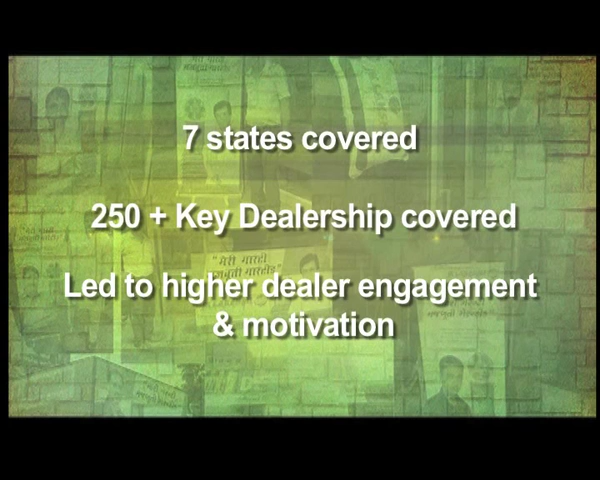 7 states covered
250 + Key Dealership covered
Led to higher dealer engagement
& motivation
"मेरी गारंटी